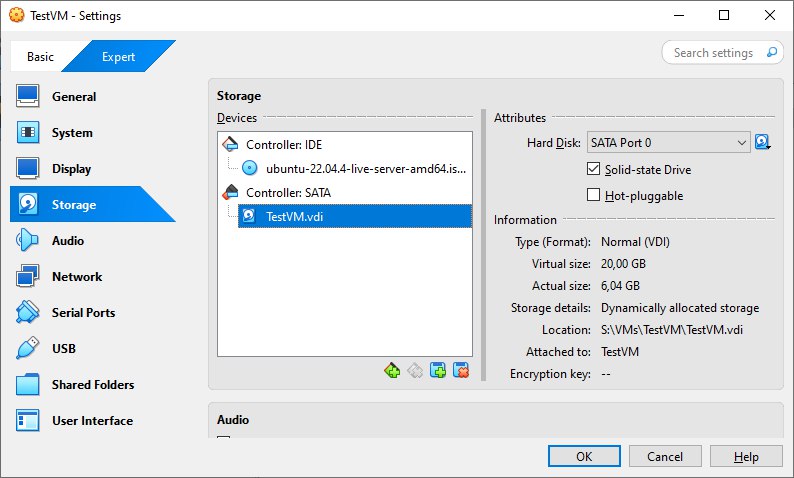 TestVM - Settings
Basic
Expert
Search settings
General
System
Display
Storage
Audio
Network
Serial Ports
USB
Shared Folders
User Interface
Storage
Devices
Controller: IDE
ubuntu-22.04.4-live-server-amd64.is...
Controller: SATA
TestVM.vdi
Attributes
Hard Disk: SATA Port 0
Solid-state Drive
Hot-pluggable
Information
Type (Format): Normal (VDI)
Virtual size: 20,00 GB
Actual size: 6,04 GB
Storage details: Dynamically allocated storage
Location: S:\VMs\TestVM\TestVM.vdi
Attached to: TestVM
Encryption key: --
Audio
OK
Cancel
Help